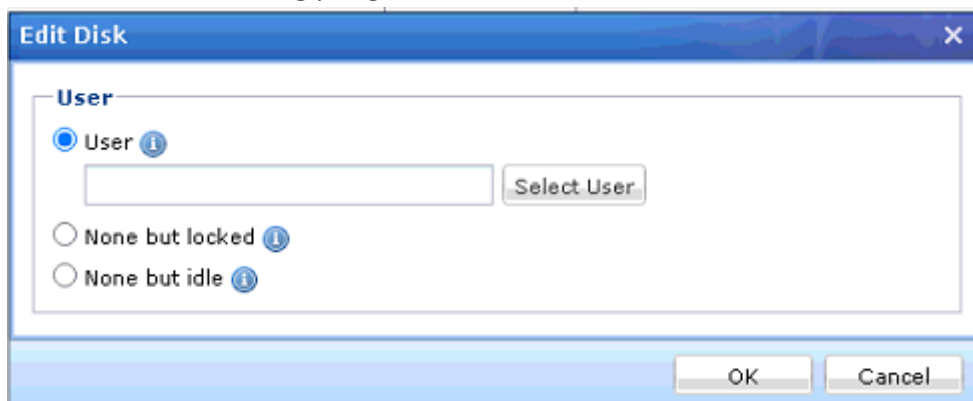 Edit Disk
User
User
Select User
None but locked
None but idle
OK Cancel